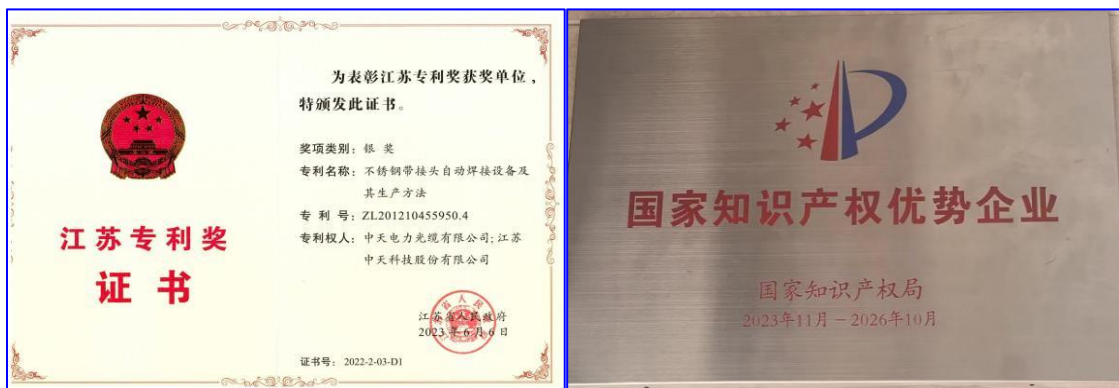 江苏专利奖
证书
为表彰江苏专利奖获奖单位，
特颁发此证书。
奖项类别：银 奖
专利名称：不锈钢带接头自动焊接设备及
其生产方法
专 利 号：ZL201210455950.4
专利权人：中天电力光缆有限公司；江苏
中天科技股份有限公司
江苏省人民政府
2023 年 6 月 6 日
证书号：2022-2-03-D1
国家知识产权优势企业
国家知识产权局
2023年11月－2026年10月